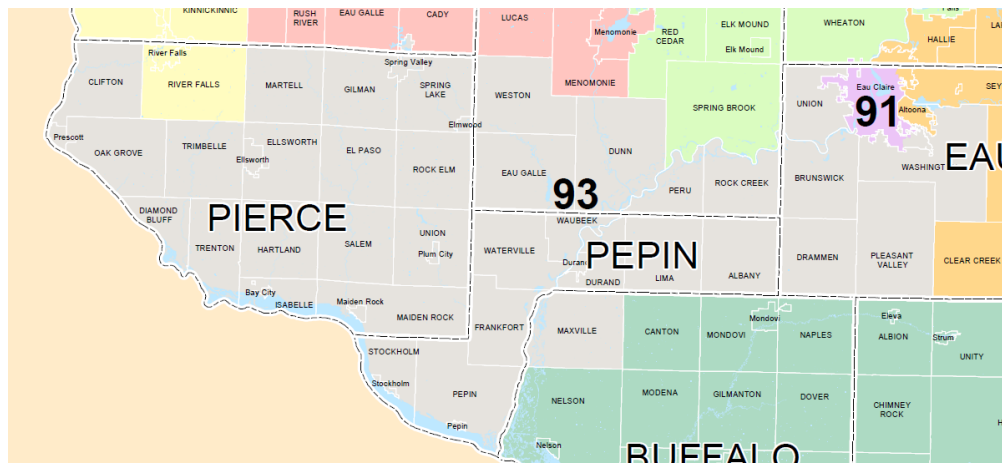 KINNICKINNIC
RUSH
RIVER
EAU GALLE
CADY
LUCAS
Menomonie
RED
CEDAR
ELK MOUND
Elk Mound
WHEATON
HALLIE
River Falls
CLIFTON
RIVER FALLS
MARTELL
GILMAN
Spring Valley
SPRING
LAKE
WESTON
MENOMONIE
SPRING BROOK
UNION
Eau Claire
91
Altoona
SEY
Prescott
OAK GROVE
TRIMBELLE
ELLSWORTH
Ellsworth
EL PASO
Elmwood
ROCK ELM
EAU GALLE
DUNN
93
PERU
ROCK CREEK
BRUNSWICK
WASHINGT
EAU
DIAMOND
BLUFF
PIERCE
TRENTON
HARTLAND
SALEM
UNION
Plum City
WATERVILLE
WAUBEEK
PEPIN
Durand
DURAND
LIMA
ALBANY
DRAMMEN
PLEASANT
VALLEY
CLEAR CREEK
Bay City
ISABELLE
Maiden Rock
MAIDEN ROCK
FRANKFORT
MAXVILLE
CANTON
MONDOVI
Mondovi
NAPLES
Eleva
ALBION
Strum
UNITY
STOCKHOLM
Stockholm
PEPIN
Pepin
NELSON
Nelson
MODENA
GILMANTON
DOVER
CHIMNEY
ROCK
BUFFALO